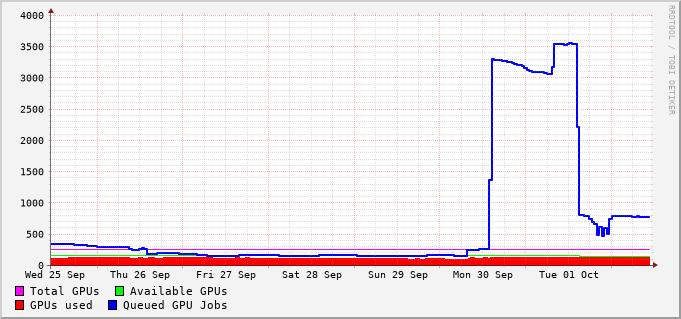 RRDTOOL / TOBI OETIKER
4000
3500
3000
2500
2000
1500
1000
500
0
Wed 25 Sep Thu 26 Sep Fri 27 Sep Sat 28 Sep Sun 29 Sep Mon 30 Sep Tue 01 Oct
Total GPUs Available GPUs
GPUs used Queued GPU Jobs